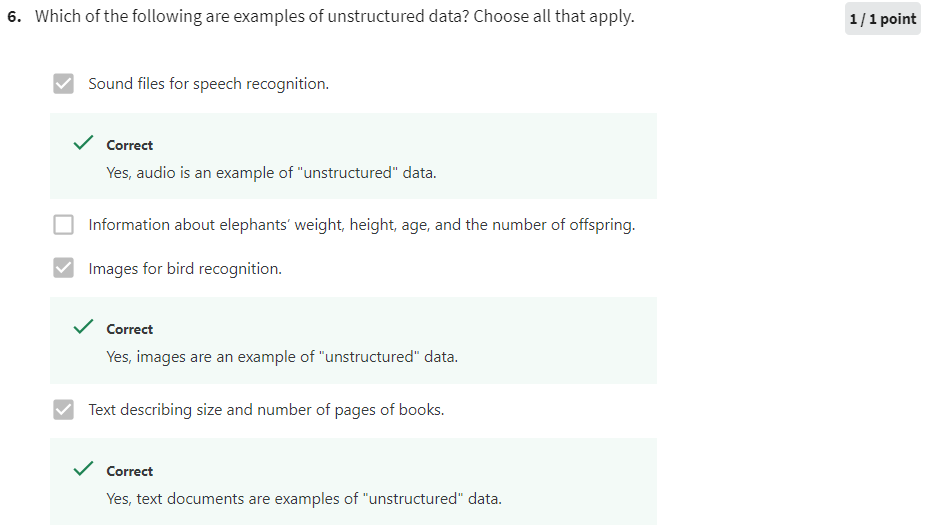 6. Which of the following are examples of unstructured data? Choose all that apply.
1 / 1 point
Sound files for speech recognition.
Correct
Yes, audio is an example of "unstructured" data.
Information about elephants' weight, height, age, and the number of offspring.
Images for bird recognition.
Correct
Yes, images are an example of "unstructured" data.
Text describing size and number of pages of books.
Correct
Yes, text documents are examples of "unstructured" data.